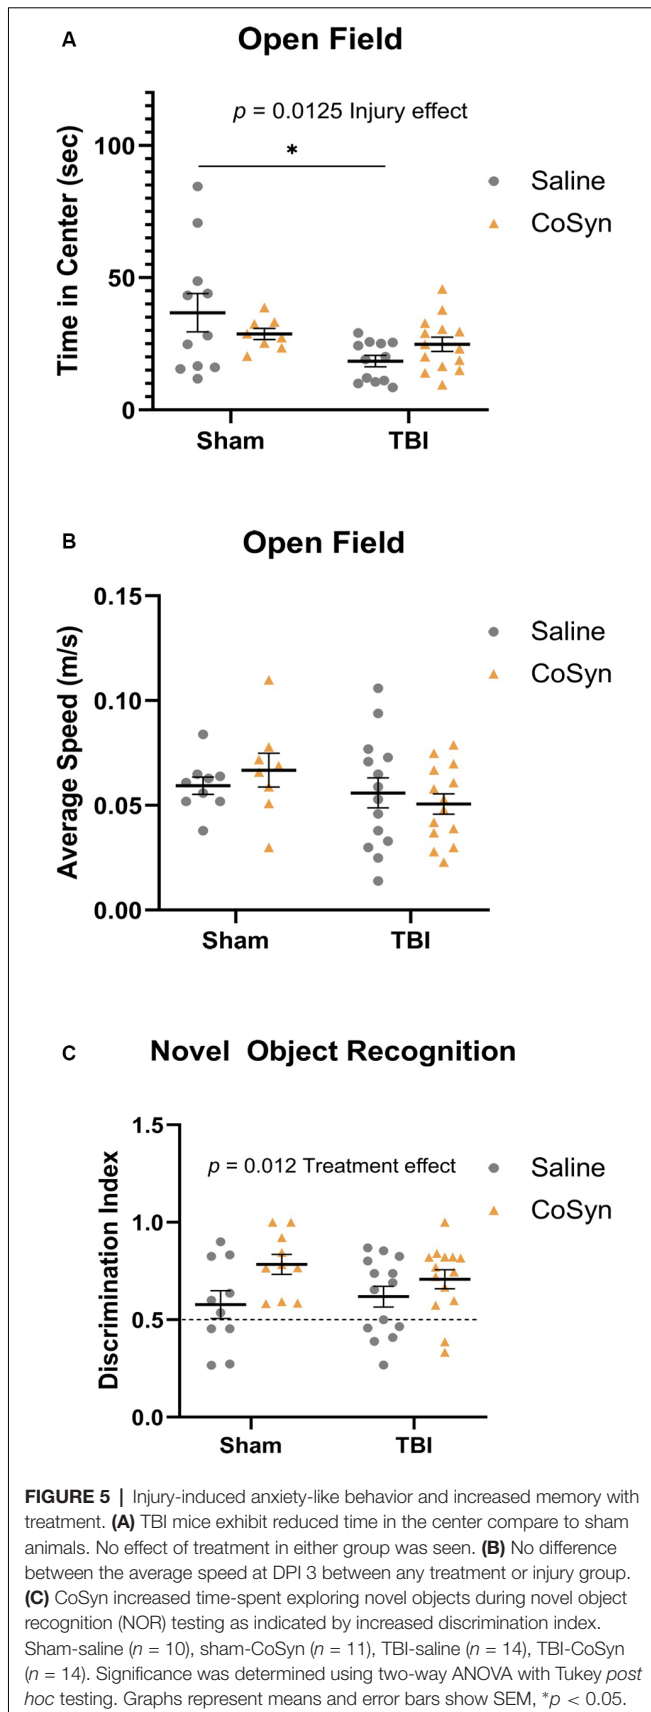 A
Open Field
p = 0.0125 Injury effect
*
Time in Center (sec)
100
50
0
Sham
TBI
Saline
CoSyn
B
Open Field
Average Speed (m/s)
0.15
0.10
0.05
0.00
Sham
TBI
Saline
CoSyn
C
Novel Object Recognition
p = 0.012 Treatment effect
Discrimination Index
1.5
1.0
0.5
0.0
Sham
TBI
Saline
CoSyn
FIGURE 5 | Injury-induced anxiety-like behavior and increased memory with
treatment. (A) TBI mice exhibit reduced time in the center compare to sham
animals. No effect of treatment in either group was seen. (B) No difference
between the average speed at DPI 3 between any treatment or injury group.
(C) CoSyn increased time-spent exploring novel objects during novel object
recognition (NOR) testing as indicated by increased discrimination index.
Sham-saline (n = 10), sham-CoSyn (n = 11), TBI-saline (n = 14), TBI-CoSyn
(n = 14). Significance was determined using two-way ANOVA with Tukey post
hoc testing. Graphs represent means and error bars show SEM, *p < 0.05.